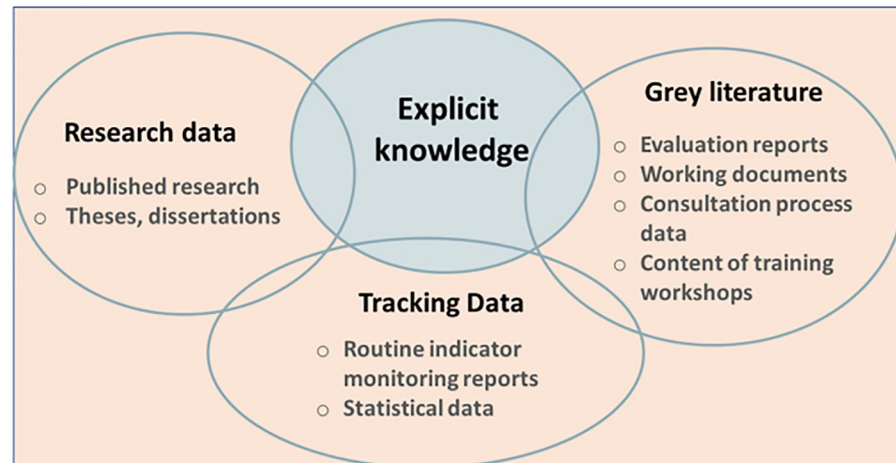 Explicit
knowledge
Research data
○ Published research
○ Theses, dissertations
Grey literature
○ Evaluation reports
○ Working documents
○ Consultation process
data
○ Content of training
workshops
Tracking Data
○ Routine indicator
monitoring reports
○ Statistical data